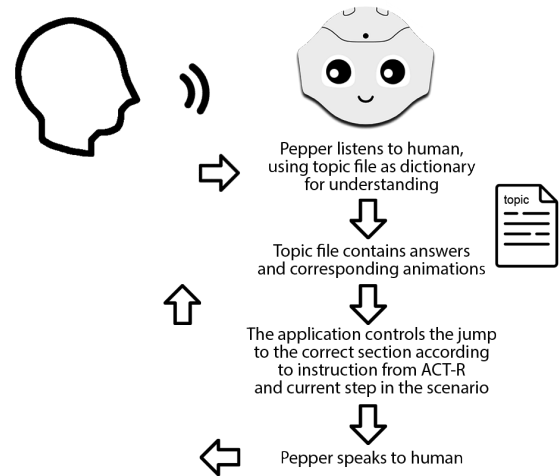 Pepper listens to human,
using topic file as dictionary
for understanding
topic
Topic file contains answers
and corresponding animations
The application controls the jump
to the correct section according
to instruction from ACT-R
and current step in the scenario
Pepper speaks to human